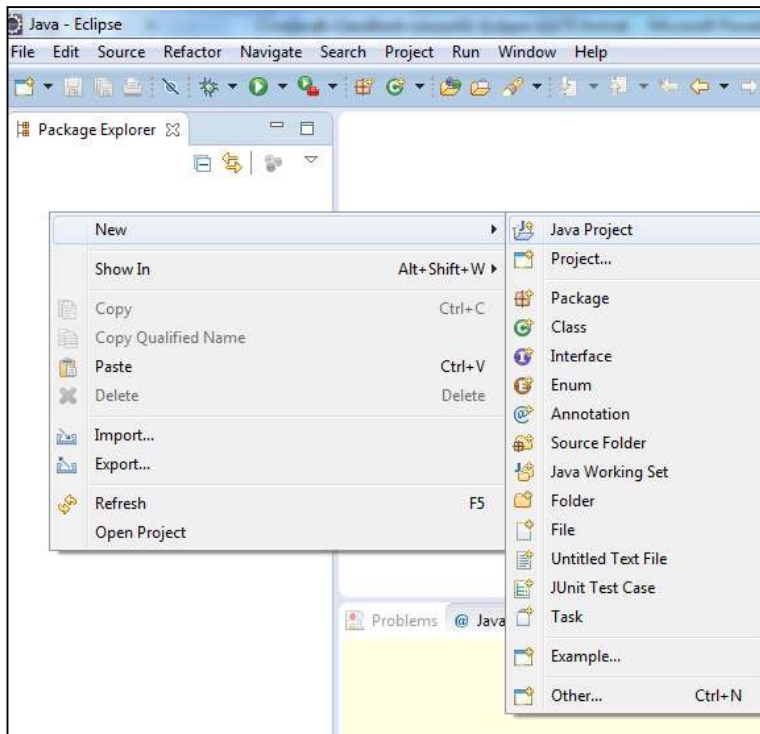 Java - Eclipse
File Edit Source Refactor Navigate Search Project Run Window Help
Package Explorer
New
Show In Alt+Shift+W
Copy Ctrl+C
Copy Qualified Name
Paste Ctrl+V
Delete Delete
Import...
Export...
Refresh F5
Open Project
Java Project
Project...
Package
Class
Interface
Enum
Annotation
Source Folder
Java Working Set
Folder
File
Untitled Text File
JUnit Test Case
Task
Example...
Other... Ctrl+N
Problems @ Java